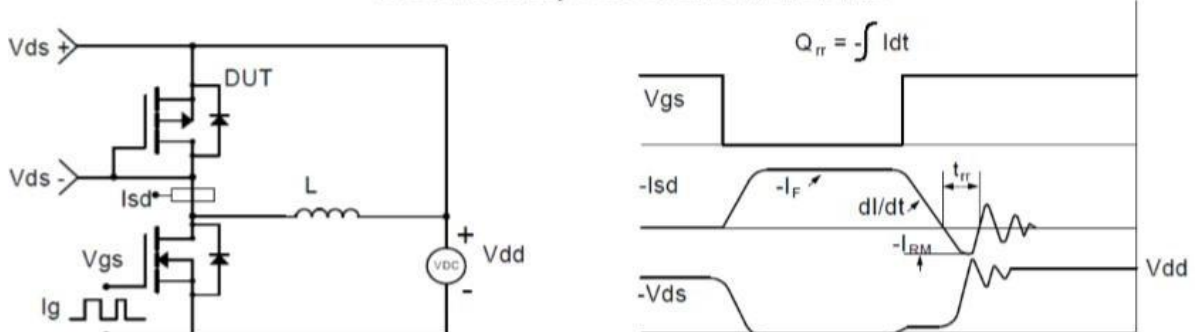 Vds +
DUT
Vds -
Isd
L
Vgs
Ig
+
VDC
-
Vdd
Q rr = -∫ Idt
Vgs
-Isd
-I F
dI/dt
t rr
-I RM
Vdd
-Vds